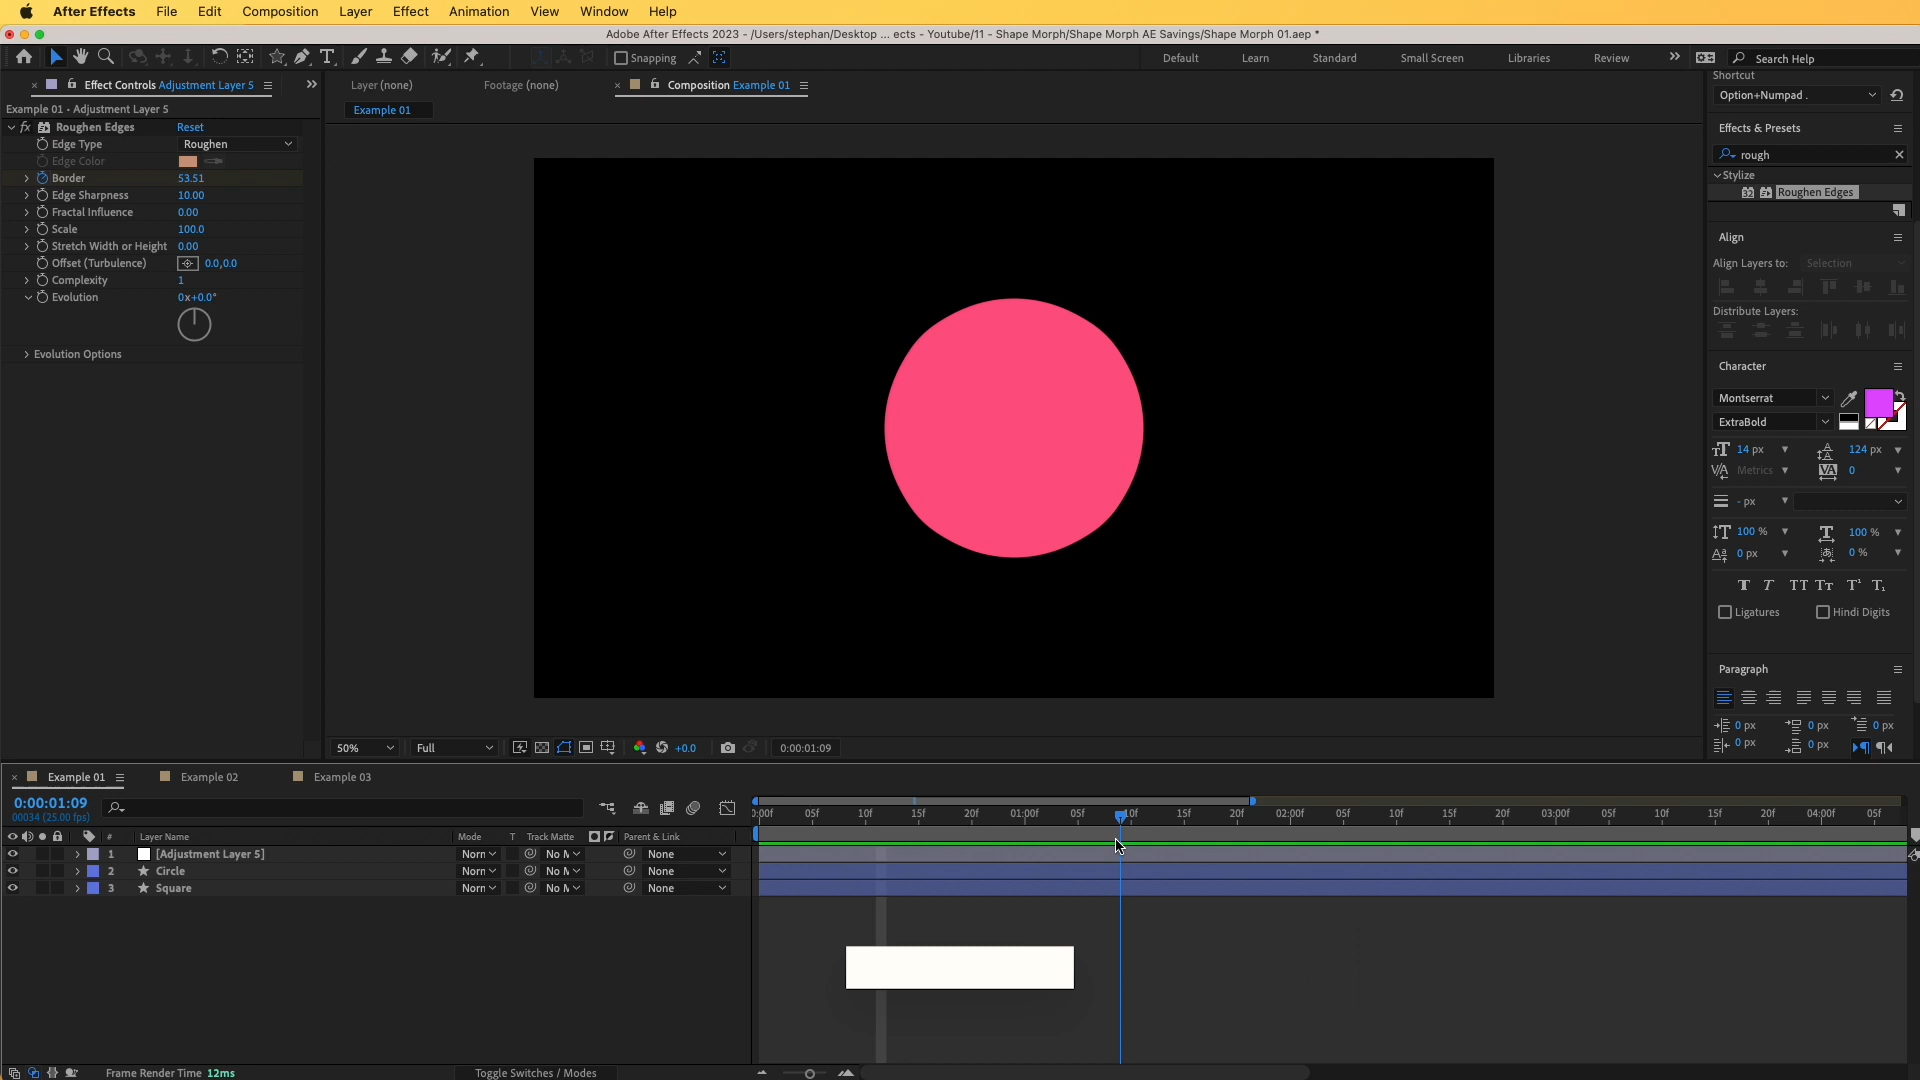 After Effects File Edit Composition Layer Effect Animation View Window Help
Adobe After Effects 2023 - /Users/stephan/Desktop ... ects - Youtube/11 - Shape Morph/Shape Morph AE Savings/Shape Morph 01.aep *
Snapping
Default Learn Standard Small Screen Libraries Review Search Help
Effect Controls Adjustment Layer 5
Layer (none) Footage (none) Composition Example 01
Example 01 • Adjustment Layer 5
Example 01
fx Roughen Edges Reset
Edge Type Roughen
Edge Color
Border 53.51
Edge Sharpness 10.00
Fractal Influence 0.00
Scale 100.0
Stretch Width or Height 0.00
Offset (Turbulence) 0.0,0.0
Complexity 1
Evolution 0x+0.0°
Evolution Options
Shortcut
Option+Numpad .
Effects & Presets
rough
Stylize
32 Roughen Edges
Align
Align Layers to: Selection
Distribute Layers:
Character
Montserrat
ExtraBold
14 px 124 px
Metrics 0
- px
100 % 100 %
0 px 0 %
T T TT Tt T¹ T₁
Ligatures Hindi Digits
Paragraph
0 px 0 px 0 px
0 px 0 px
50% Full +0.0 0:00:01:09
Example 01 Example 02 Example 03
0:00:01:09
00034 (25.00 fps)
:00f 05f 10f 15f 20f 01:00f 05f 10f 15f 20f 02:00f 05f 10f 15f 20f 03:00f 05f 10f 15f 20f 04:00f 05f
# Layer Name Mode T Track Matte Parent & Link
1 [Adjustment Layer 5] Norn No M None
2 Circle Norn No M None
3 Square Norn No M None
Frame Render Time 12ms Toggle Switches / Modes